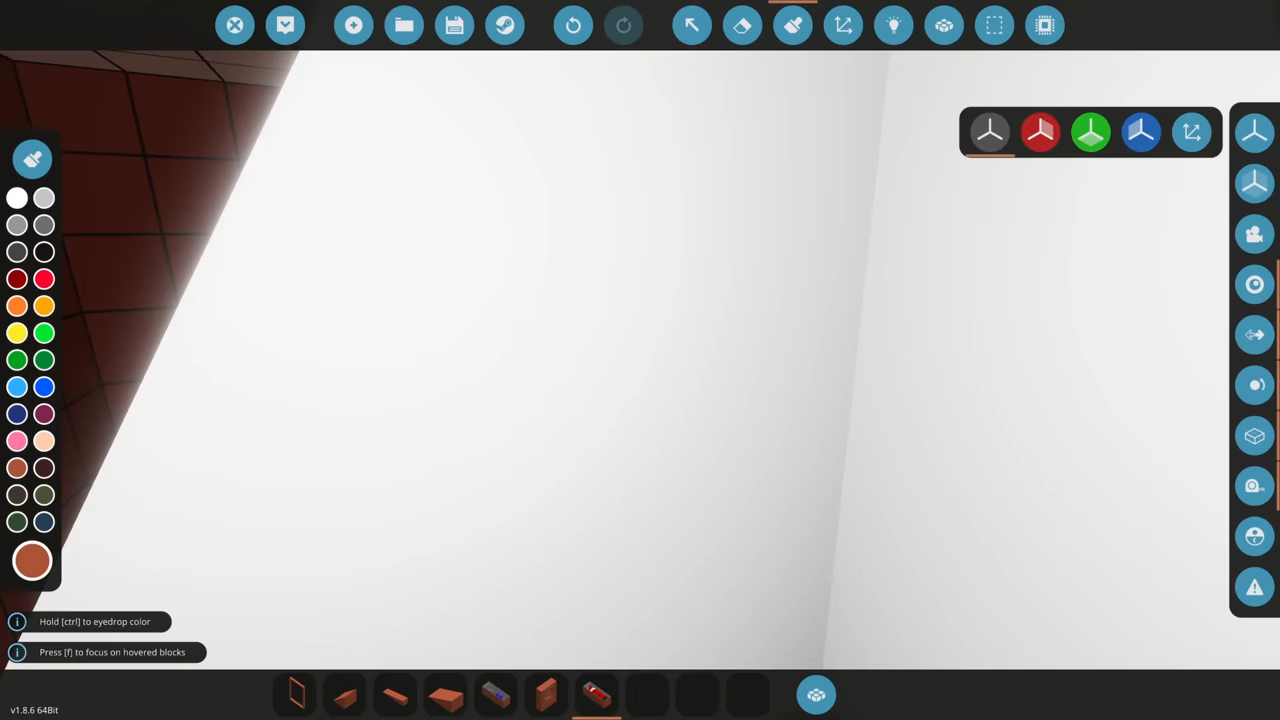 Hold [ctrl] to eyedrop color
Press [f] to focus on hovered blocks
v1.8.6 64Bit